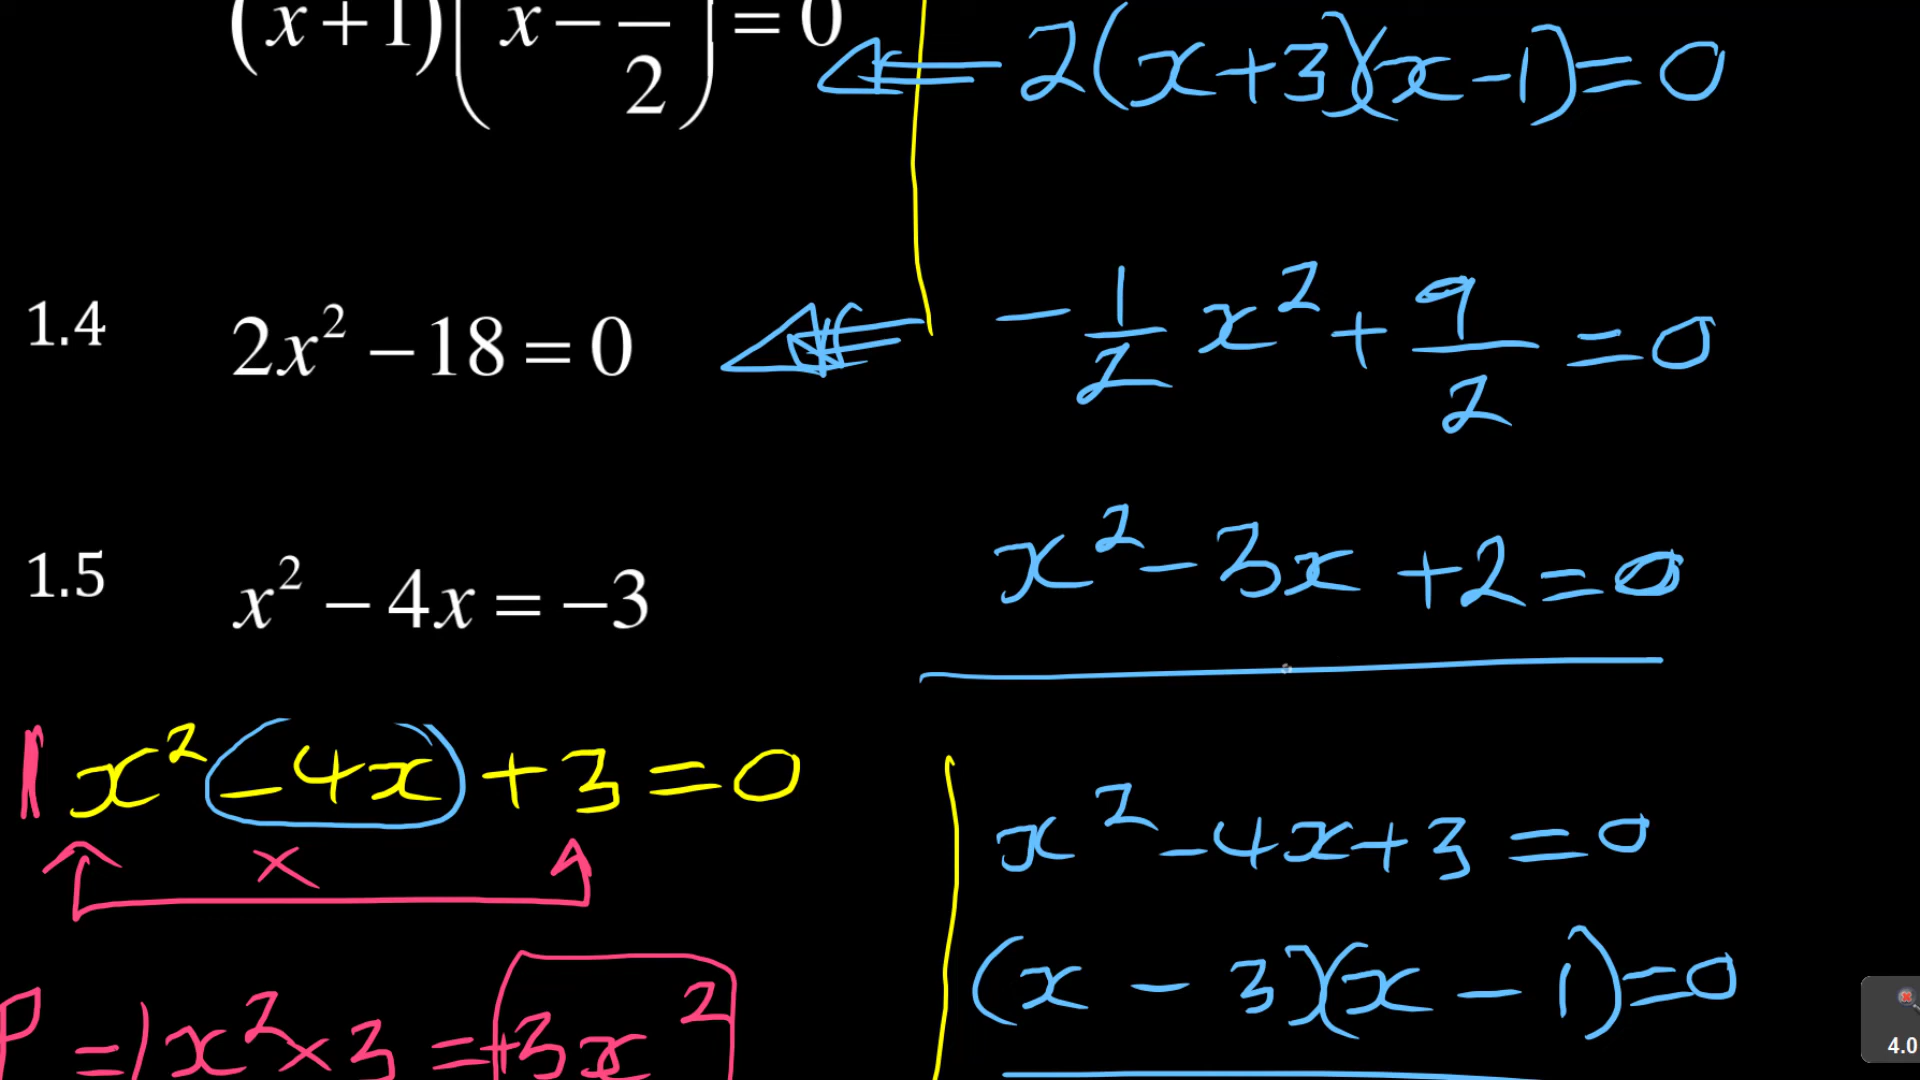 (x+1)(x−—/2)=0
2(x+3)(x-1)=0
1.4 2x²−18=0
-1/2 x²+9/2=0
1.5 x²−4x=−3
x²-3x+2=0
1x²-4x+3=0
×
x²-4x+3=0
(x-3)(x-1)=0
P=1x²×3=+3x²
4.0